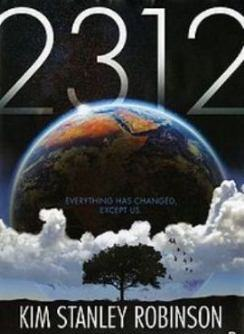 2312
EVERYTHING HAS CHANGED,
EXCEPT US.
KIM STANLEY ROBINSON